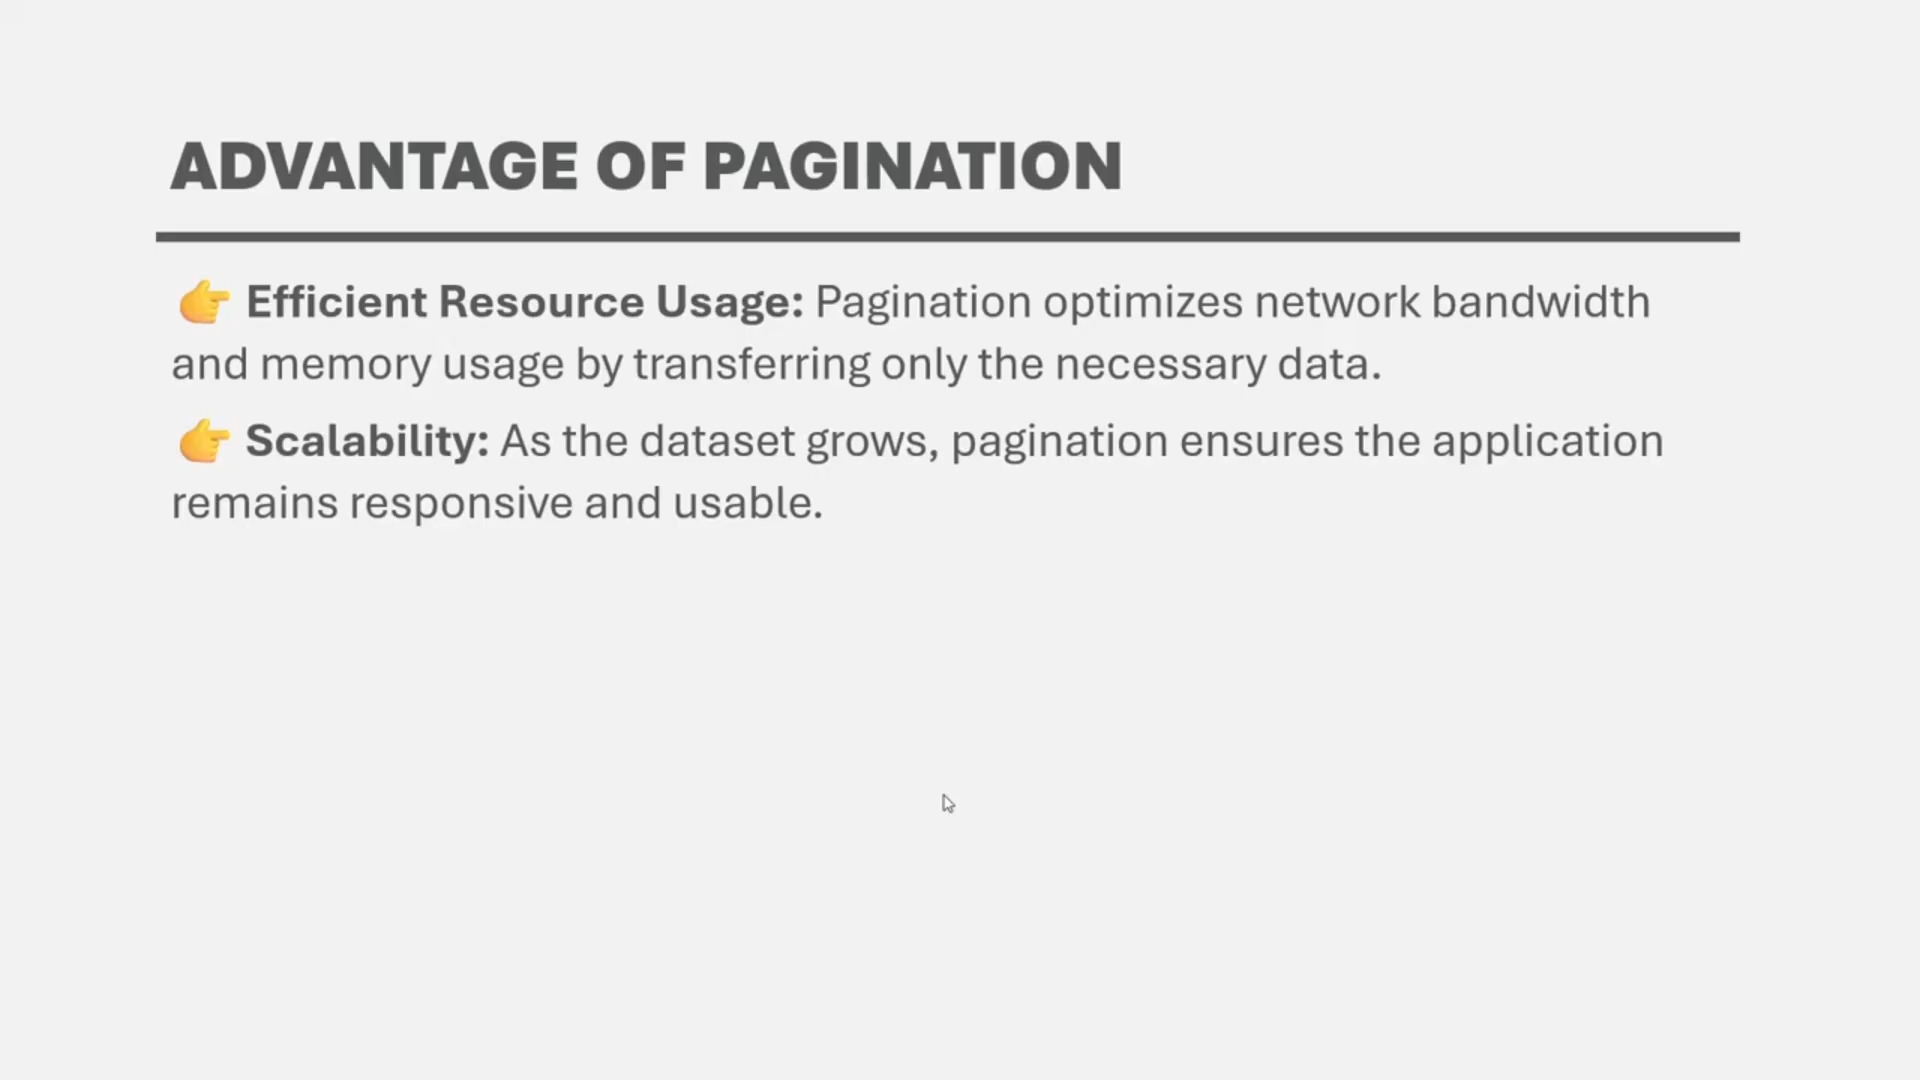 ADVANTAGE OF PAGINATION
👉 Efficient Resource Usage: Pagination optimizes network bandwidth
and memory usage by transferring only the necessary data.
👉 Scalability: As the dataset grows, pagination ensures the application
remains responsive and usable.